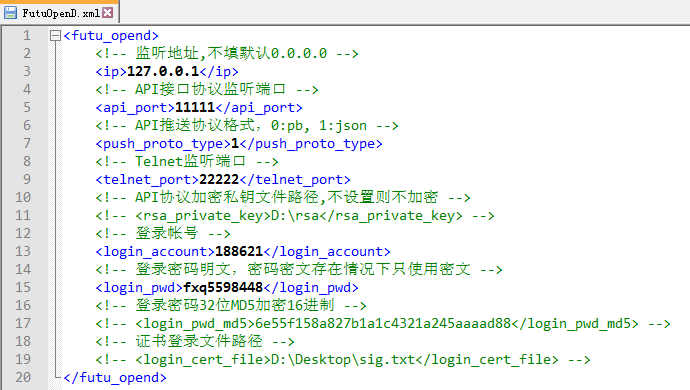 FutuOpenD.xml
1 <futu_opend>
2 <!-- 监听地址,不填默认0.0.0.0 -->
3 <ip>127.0.0.1</ip>
4 <!-- API接口协议监听端口 -->
5 <api_port>11111</api_port>
6 <!-- API推送协议格式，0:pb, 1:json -->
7 <push_proto_type>1</push_proto_type>
8 <!-- Telnet监听端口 -->
9 <telnet_port>22222</telnet_port>
10 <!-- API协议加密私钥文件路径,不设置则不加密 -->
11 <!-- <rsa_private_key>D:\rsa</rsa_private_key> -->
12 <!-- 登录帐号 -->
13 <login_account>188621</login_account>
14 <!-- 登录密码明文，密码密文存在情况下只使用密文 -->
15 <login_pwd>fxq5598448</login_pwd>
16 <!-- 登录密码32位MD5加密16进制 -->
17 <!-- <login_pwd_md5>6e55f158a827b1a1c4321a245aaaad88</login_pwd_md5> -->
18 <!-- 证书登录文件路径 -->
19 <!-- <login_cert_file>D:\Desktop\sig.txt</login_cert_file> -->
20 </futu_opend>